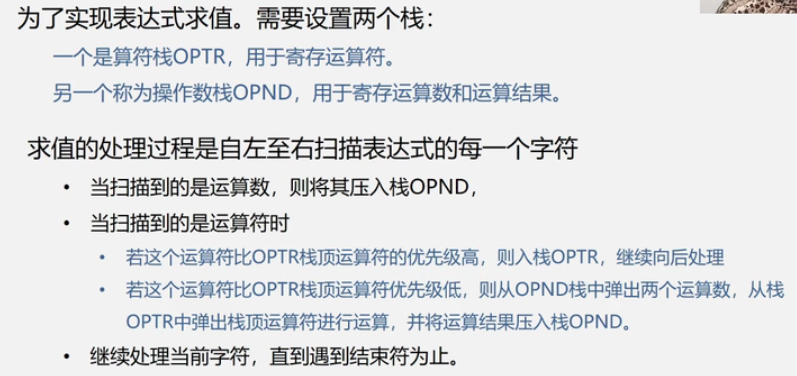 为了实现表达式求值。需要设置两个栈：
一个是算符栈OPTR，用于寄存运算符。
另一个称为操作数栈OPND，用于寄存运算数和运算结果。
求值的处理过程是自左至右扫描表达式的每一个字符
• 当扫描到的是运算数，则将其压入栈OPND，
• 当扫描到的是运算符时
• 若这个运算符比OPTR栈顶运算符的优先级高，则入栈OPTR，继续向后处理
• 若这个运算符比OPTR栈顶运算符优先级低，则从OPND栈中弹出两个运算数，从栈
OPTR中弹出栈顶运算符进行运算，并将运算结果压入栈OPND。
• 继续处理当前字符，直到遇到结束符为止。